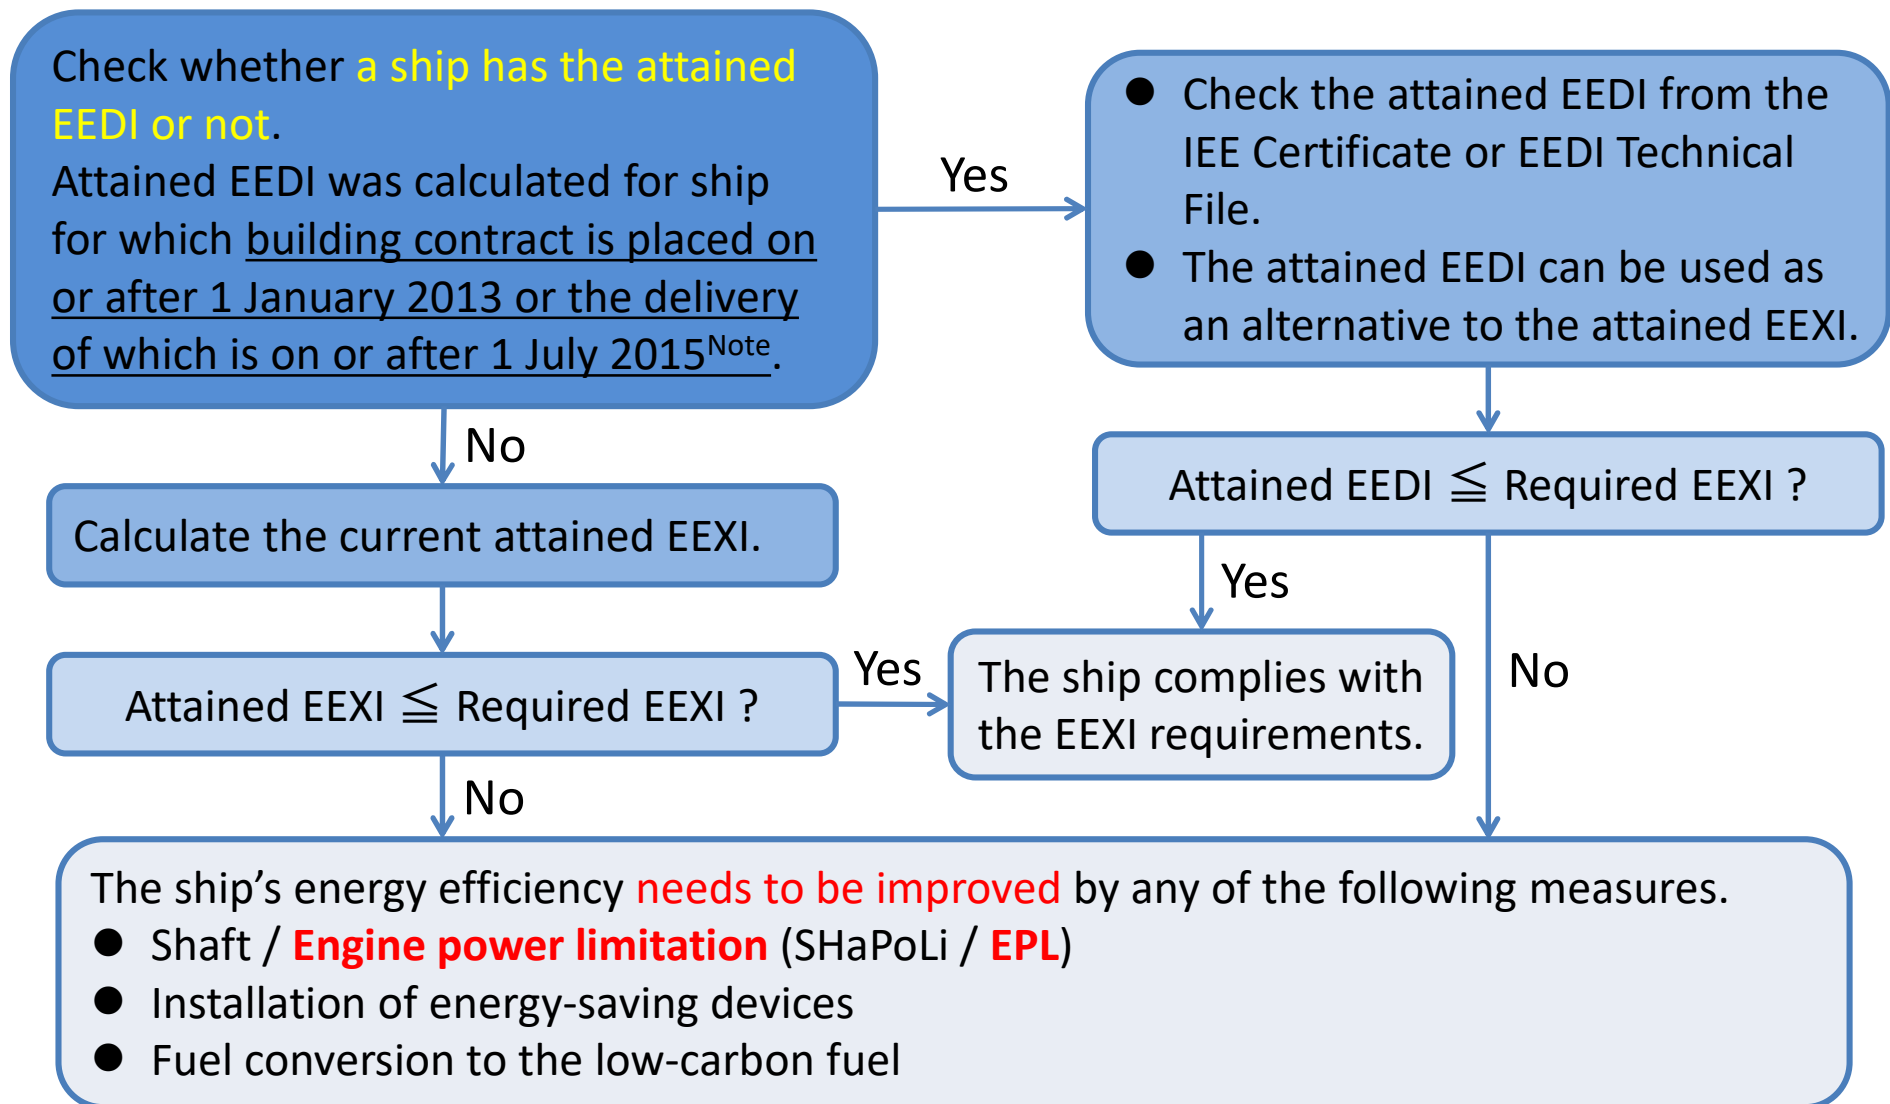 Check whether a ship has the attained
EEDI or not.
Attained EEDI was calculated for ship
for which building contract is placed on
or after 1 January 2013 or the delivery
of which is on or after 1 July 2015Note.
Yes
● Check the attained EEDI from the
IEE Certificate or EEDI Technical
File.
● The attained EEDI can be used as
an alternative to the attained EEXI.
No
Attained EEDI ≦ Required EEXI ?
Calculate the current attained EEXI.
Yes
No
Attained EEXI ≦ Required EEXI ?
Yes
The ship complies with
the EEXI requirements.
No
The ship’s energy efficiency needs to be improved by any of the following measures.
● Shaft / Engine power limitation (SHaPoLi / EPL)
● Installation of energy-saving devices
● Fuel conversion to the low-carbon fuel